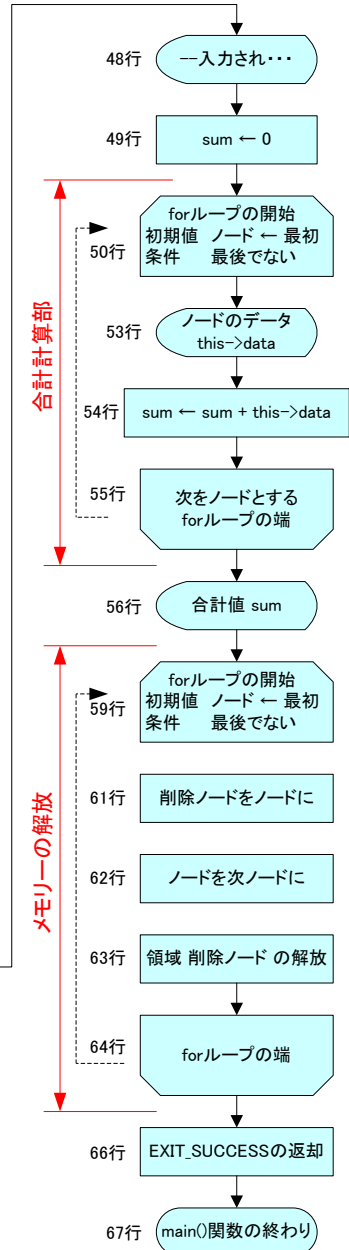 48行
--入力され・・・
49行
sum ← 0
合計計算部
50行
forループの開始
初期値 ノード ← 最初
条件 最後でない
53行
ノードのデータ
this->data
54行
sum ← sum + this->data
55行
次をノードとする
forループの端
56行
合計値 sum
メモリーの解放
59行
forループの開始
初期値 ノード ← 最初
条件 最後でない
61行
削除ノードをノードに
62行
ノードを次ノードに
63行
領域 削除ノード の解放
64行
forループの端
66行
EXIT_SUCCESSの返却
67行
main()関数の終わり